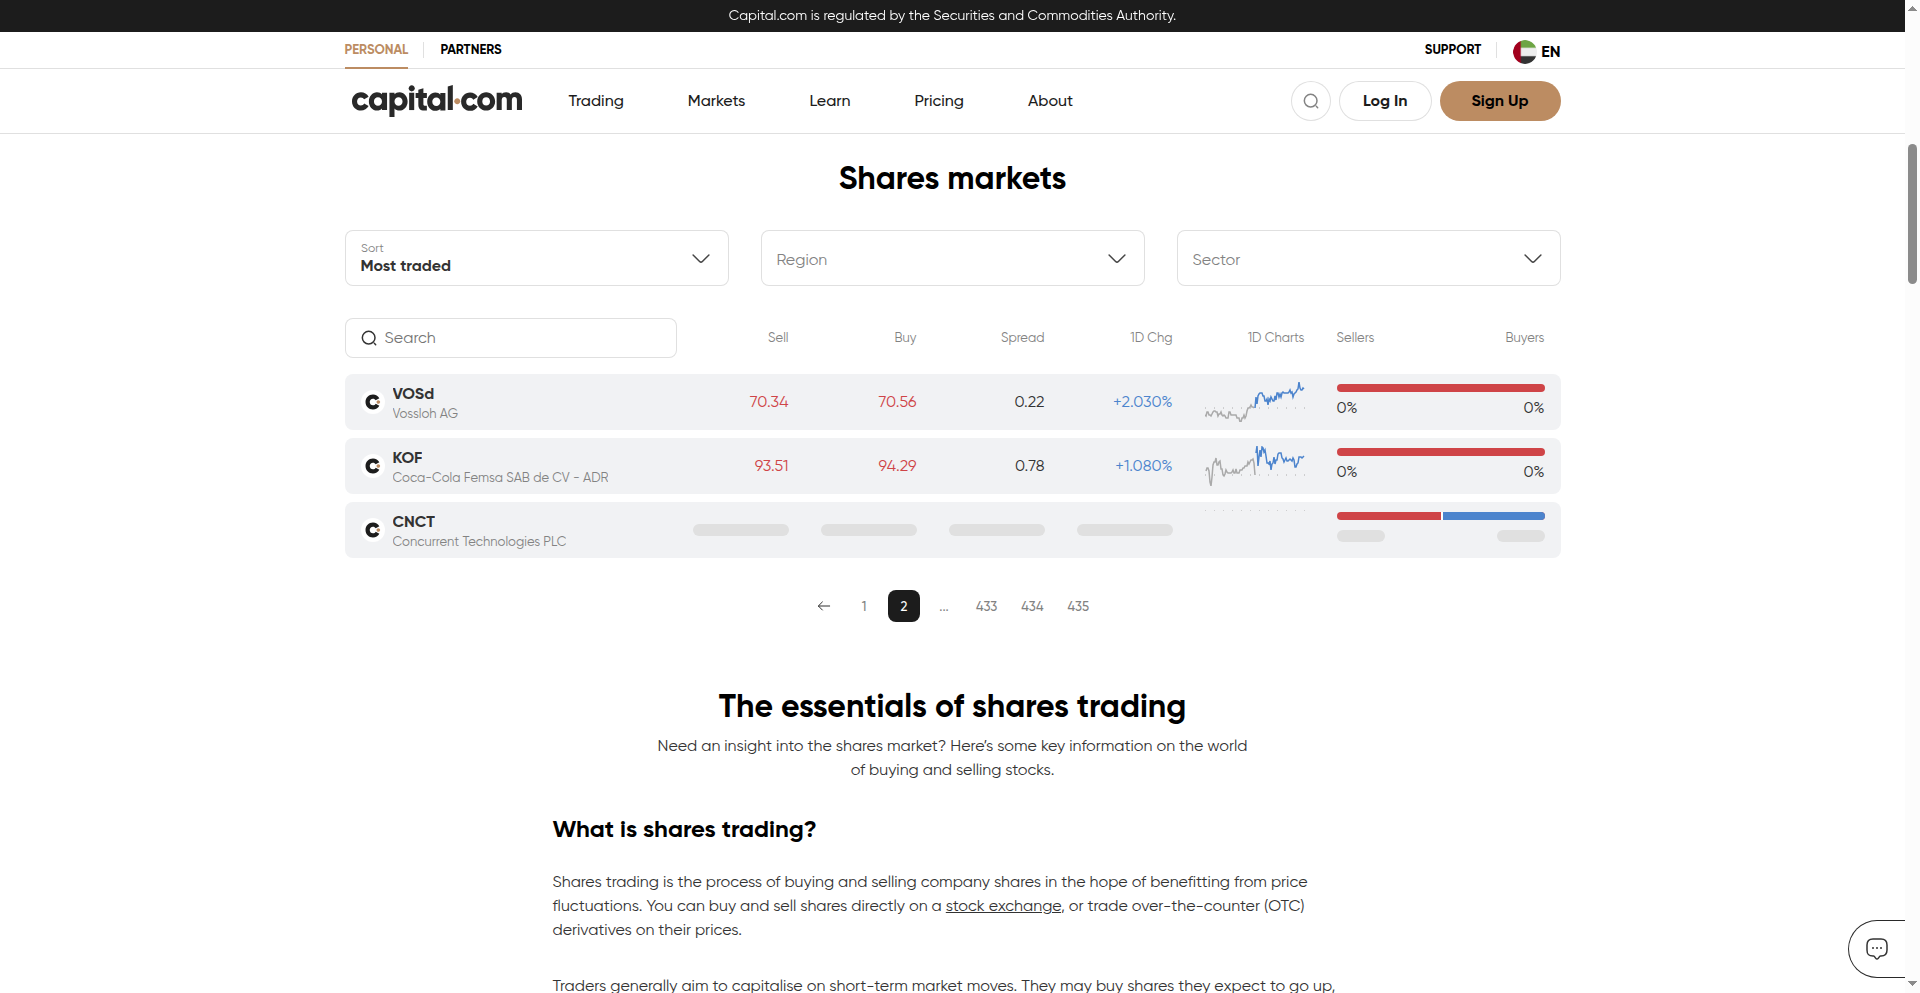 Capital.com is regulated by the Securities and Commodities Authority.
PERSONAL PARTNERS SUPPORT EN
capital.com Trading Markets Learn Pricing About Log In Sign Up
Shares markets
Sort
Most traded
Region
Sector
Search Sell Buy Spread 1D Chg 1D Charts Sellers Buyers
VOSd
Vossloh AG
70.34 70.56 0.22 +2.030% 0% 0%
KOF
Coca-Cola Femsa SAB de CV - ADR
93.51 94.29 0.78 +1.080% 0% 0%
CNCT
Concurrent Technologies PLC
1 2 ... 433 434 435
The essentials of shares trading
Need an insight into the shares market? Here’s some key information on the world
of buying and selling stocks.
What is shares trading?
Shares trading is the process of buying and selling company shares in the hope of benefitting from price
fluctuations. You can buy and sell shares directly on a stock exchange, or trade over-the-counter (OTC)
derivatives on their prices.
Traders generally aim to capitalise on short-term market moves. They may buy shares they expect to go up,